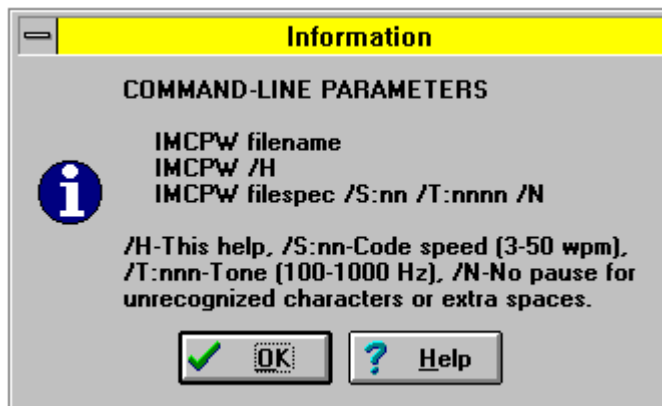 Information
COMMAND-LINE PARAMETERS
IMCPW filename
IMCPW /H
IMCPW filespec /S:nn /T:nnnn /N
/H-This help, /S:nn-Code speed (3-50 wpm),
/T:nnn-Tone (100-1000 Hz), /N-No pause for
unrecognized characters or extra spaces.
OK
Help